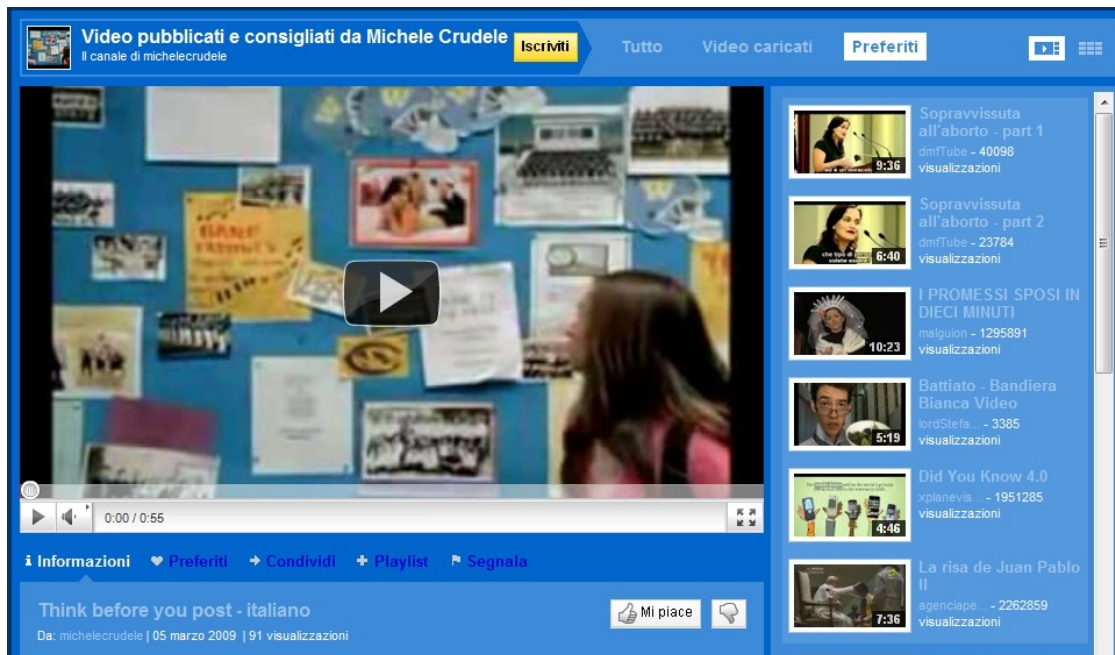 Video pubblicati e consigliati da Michele Crudele
Il canale di michelecrudele
Iscriviti
Tutto
Video caricati
Preferiti
0:00 / 0:55
Informazioni
Preferiti
Condividi
Playlist
Segnala
Think before you post - italiano
Da: michelecrudele | 05 marzo 2009 | 91 visualizzazioni
Mi piace
9:36
Sopravvissuta
all'aborto - part 1
dmfTube - 40098
visualizzazioni
che tipo di
6:40
Sopravvissuta
all'aborto - part 2
dmfTube - 23784
visualizzazioni
10:23
I PROMESSI SPOSI IN
DIECI MINUTI
malguion - 1295891
visualizzazioni
5:19
Battiato - Bandiera
Bianca Video
lordStefa... - 3385
visualizzazioni
4:46
Did You Know 4.0
xplanevis... - 1951285
visualizzazioni
7:36
La risa de Juan Pablo
II
agenciape... - 2262859
visualizzazioni